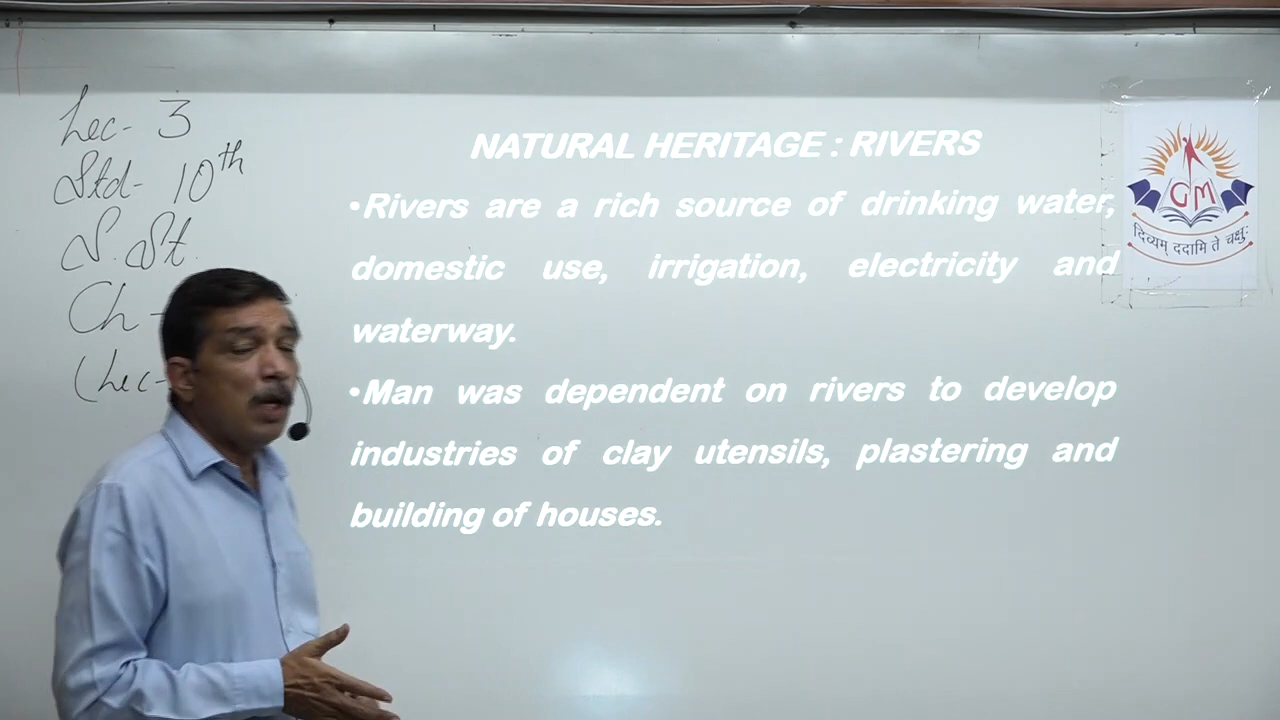 Lec- 3
Std- 10th
S.St.
Ch -
(Lec-
NATURAL HERITAGE : RIVERS
•Rivers are a rich source of drinking water,
domestic use, irrigation, electricity and
waterway.
•Man was dependent on rivers to develop
industries of clay utensils, plastering and
building of houses.
GM
दिव्यम् ददामि ते चक्षुः